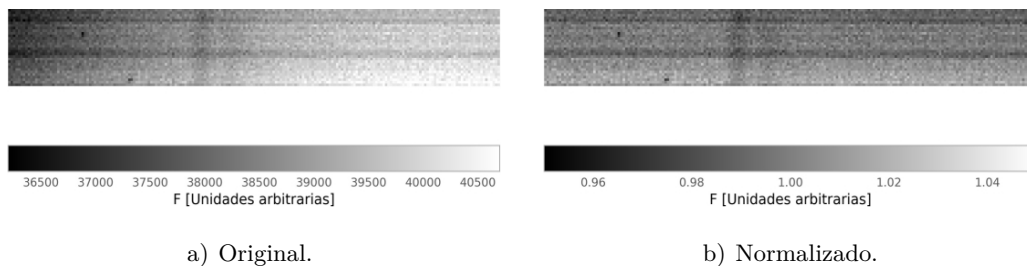 36500 37000 37500 38000 38500 39000 39500 40000 40500
F [Unidades arbitrarias]
a) Original.
0.96 0.98 1.00 1.02 1.04
F [Unidades arbitrarias]
b) Normalizado.